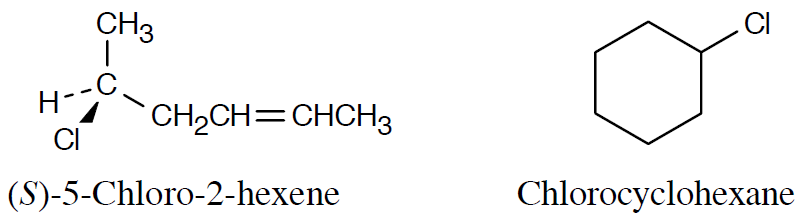 CH₃
H C
Cl CH₂CH=CHCH₃
Cl
(S)-5-Chloro-2-hexene
Chlorocyclohexane